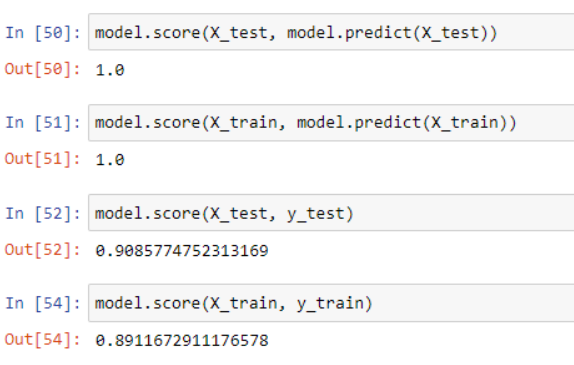 In [50]: model.score(X_test, model.predict(X_test))
Out[50]: 1.0
In [51]: model.score(X_train, model.predict(X_train))
Out[51]: 1.0
In [52]: model.score(X_test, y_test)
Out[52]: 0.9085774752313169
In [54]: model.score(X_train, y_train)
Out[54]: 0.8911672911176578